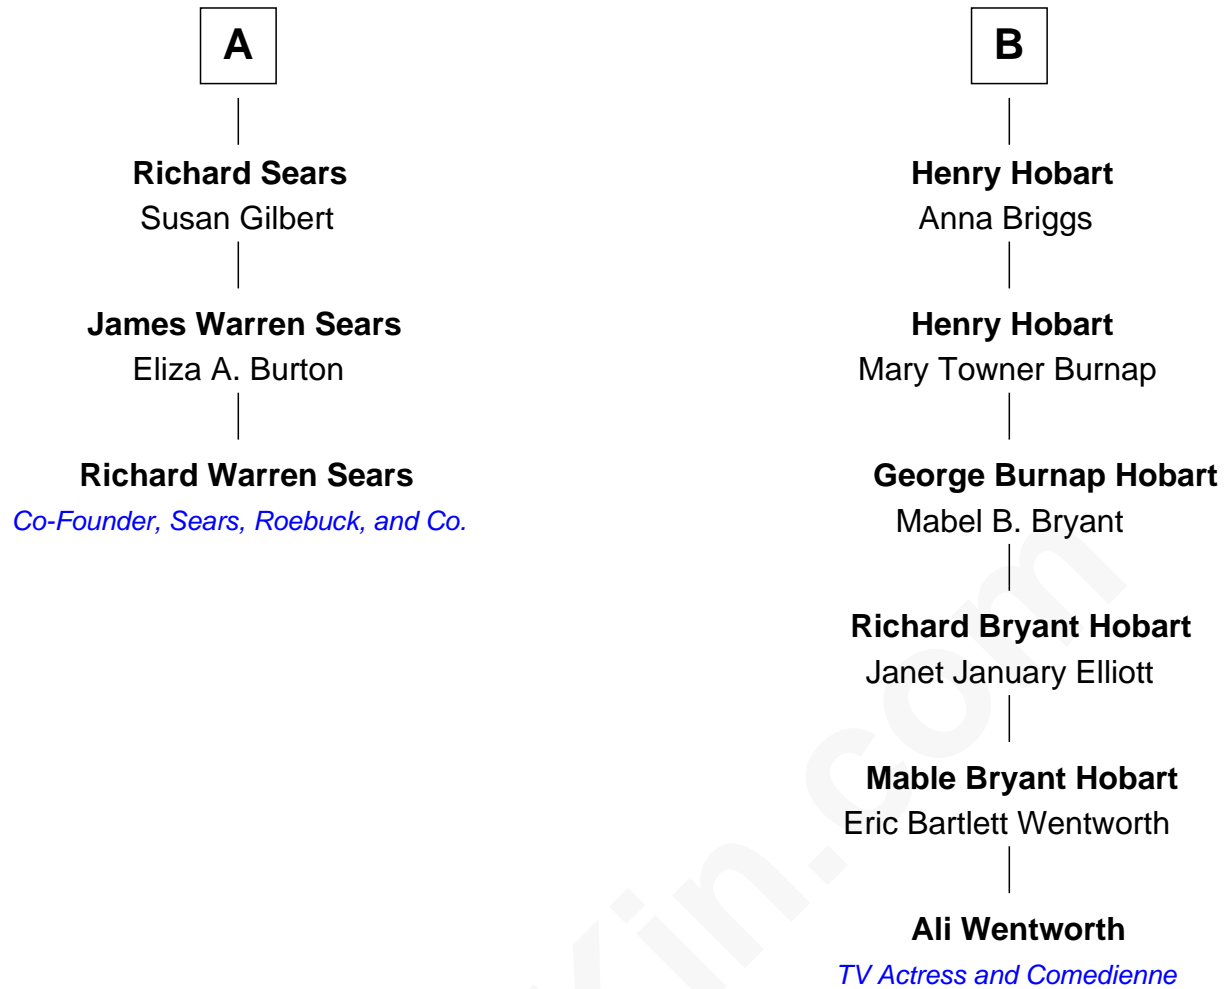 A
Richard Sears
Susan Gilbert
James Warren Sears
Eliza A. Burton
Richard Warren Sears
Co-Founder, Sears, Roebuck, and Co.
B
Henry Hobart
Anna Briggs
Henry Hobart
Mary Towner Burnap
George Burnap Hobart
Mabel B. Bryant
Richard Bryant Hobart
Janet January Elliott
Mable Bryant Hobart
Eric Bartlett Wentworth
Ali Wentworth
TV Actress and Comedienne